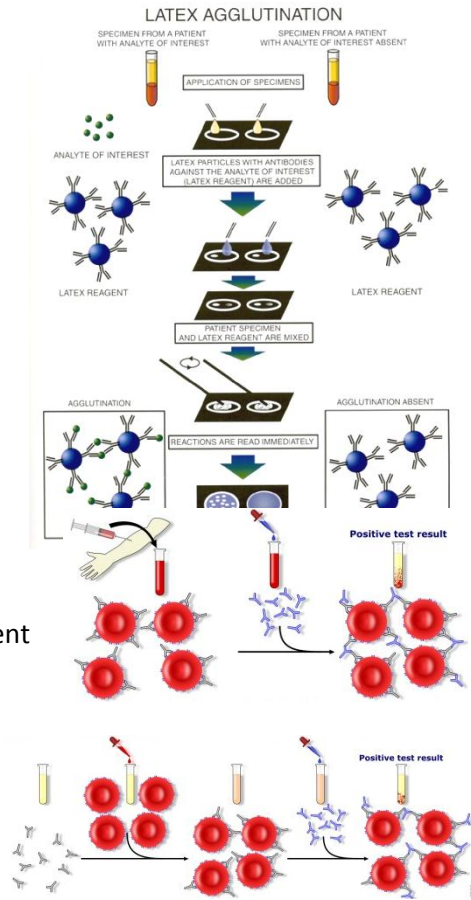 LATEX AGGLUTINATION
SPECIMEN FROM A PATIENT
WITH ANALYTE OF INTEREST
SPECIMEN FROM A PATIENT
WITH ANALYTE OF INTEREST ABSENT
APPLICATION OF SPECIMENS
ANALYTE OF INTEREST
LATEX PARTICLES WITH ANTIBODIES
AGAINST THE ANALYTE OF INTEREST
(LATEX REAGENT) ARE ADDED
LATEX REAGENT
LATEX REAGENT
PATIENT SPECIMEN
AND LATEX REAGENT ARE MIXED
AGGLUTINATION
AGGLUTINATION ABSENT
REACTIONS ARE READ IMMEDIATELY
Positive test result
ent
Positive test result